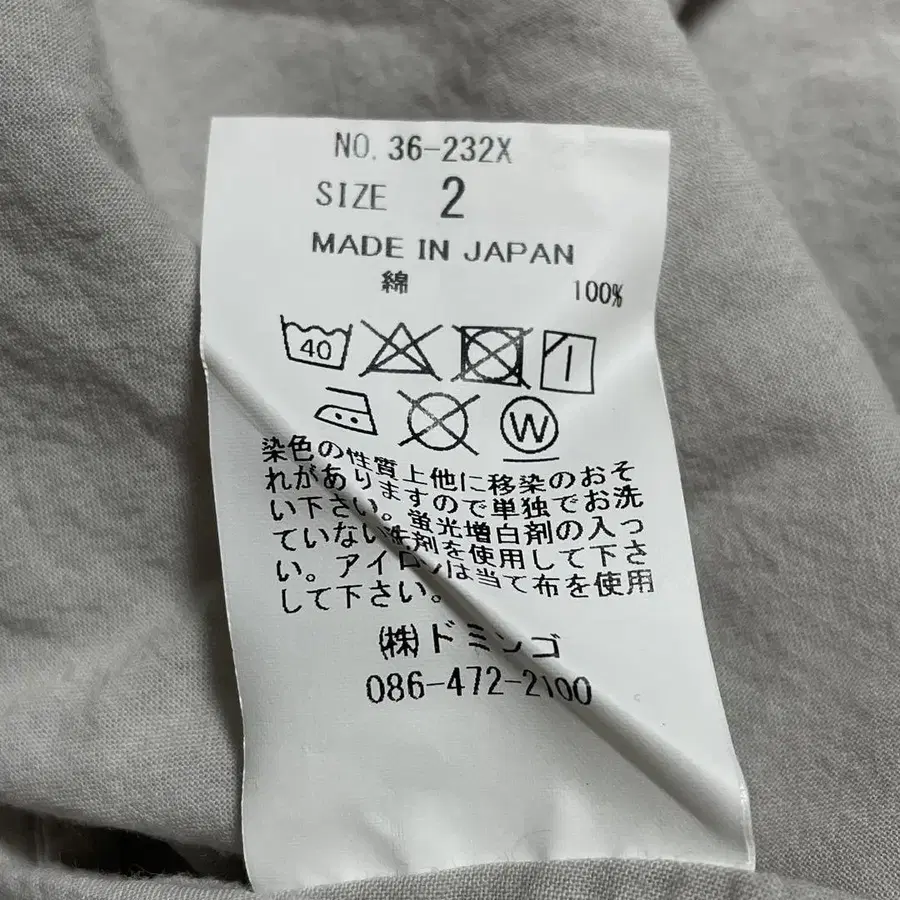 NO. 36-232X
SIZE 2
MADE IN JAPAN
綿 100%
40
W
染色の性質上他に移染のおそ
れがありますので単独でお洗
い下さい。蛍光増白剤の入っ
ていない洗剤を使用して下さ
い。アイロンは当て布を使用
して下さい。
㈱ドミンゴ
086-472-2100